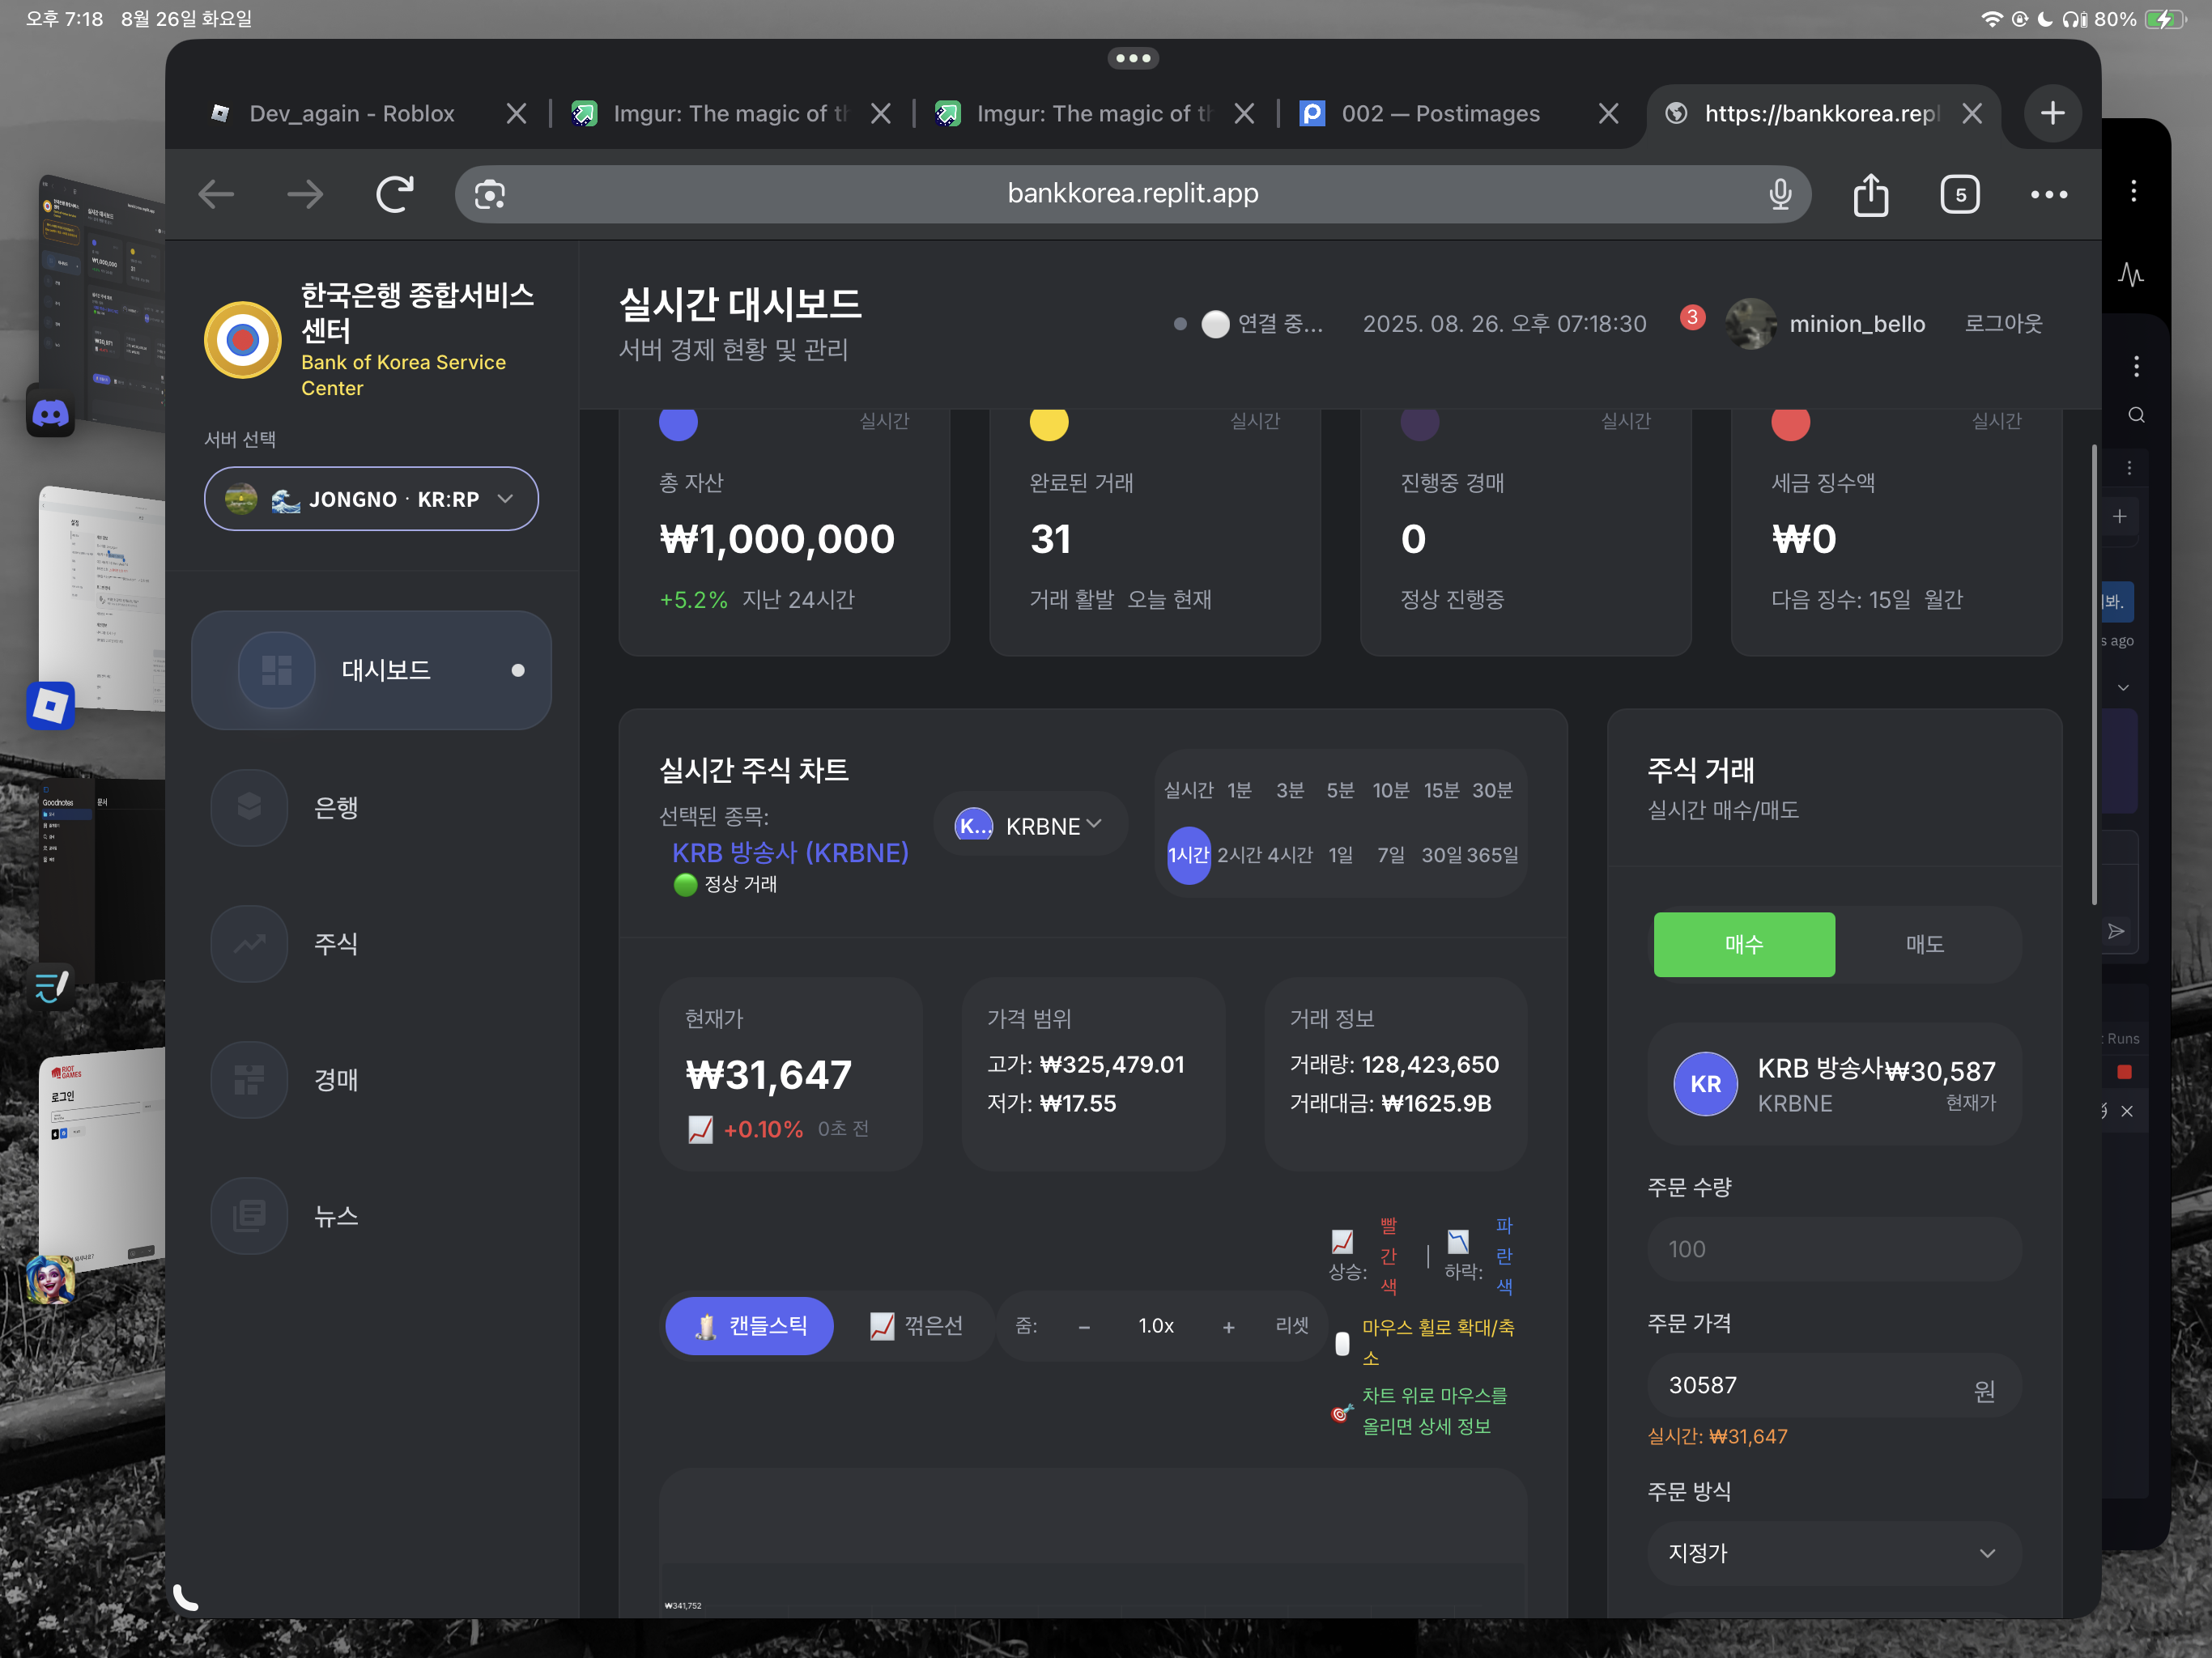 오후 7:18 8월 26일 화요일
80%
Dev_again - Roblox
Imgur: The magic of th
Imgur: The magic of th
002 — Postimages
https://bankkorea.repl
bankkorea.replit.app
5
한국은행 종합서비스
센터
Bank of Korea Service
Center
서버 선택
🌊 JONGNO · KR:RP
대시보드
은행
주식
경매
뉴스
실시간 대시보드
서버 경제 현황 및 관리
연결 중...
2025. 08. 26. 오후 07:18:30
3
minion_bello
로그아웃
실시간
총 자산
₩1,000,000
+5.2% 지난 24시간
실시간
완료된 거래
31
거래 활발 오늘 현재
실시간
진행중 경매
0
정상 진행중
실시간
세금 징수액
₩0
다음 징수: 15일 월간
실시간 주식 차트
선택된 종목:
KRB 방송사 (KRBNE)
🟢 정상 거래
K... KRBNE
실시간 1분 3분 5분 10분 15분 30분
1시간 2시간 4시간 1일 7일 30일 365일
현재가
₩31,647
📈 +0.10% 0초 전
가격 범위
고가: ₩325,479.01
저가: ₩17.55
거래 정보
거래량: 128,423,650
거래대금: ₩1625.9B
🕯️ 캔들스틱
📈 꺾은선
줌: − 1.0x + 리셋
📈 상승: 빨간색 | 📉 하락: 파란색
마우스 휠로 확대/축
소
🎯 차트 위로 마우스를
올리면 상세 정보
₩341,752
주식 거래
실시간 매수/매도
매수
매도
KR
KRB 방송사
KRBNE
₩30,587
현재가
주문 수량
100
주문 가격
30587 원
실시간: ₩31,647
주문 방식
지정가
봐.
s ago
Runs
Goodnotes
문서
RIOT
GAMES
로그인